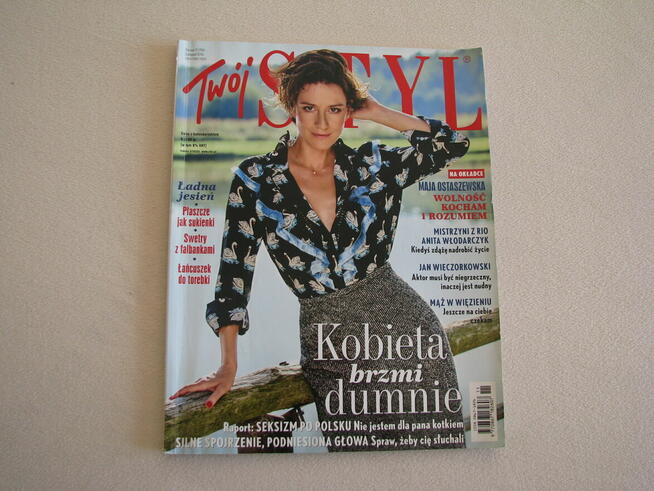 Twój STYL®
Ładna
jesień
Płaszcze
jak sukienki
Swetry
z falbankami
Łańcuszek
do torebki
NA OKŁADCE
MAJA OSTASZEWSKA
WOLNOŚĆ
KOCHAM
I ROZUMIEM
MISTRZYNI Z RIO
ANITA WŁODARCZYK
Kiedyś zdążę nadrobić życie
JAN WIECZORKOWSKI
Aktor musi być niegrzeczny,
inaczej jest nudny
MĄŻ W WIĘZIENIU
Jeszcze na ciebie
czekam
Kobieta
brzmi
dumnie
Raport: SEKSIZM PO POLSKU Nie jestem dla pana kotkiem
SILNE SPOJRZENIE, PODNIESIONA GŁOWA Spraw, żeby cię słuchali